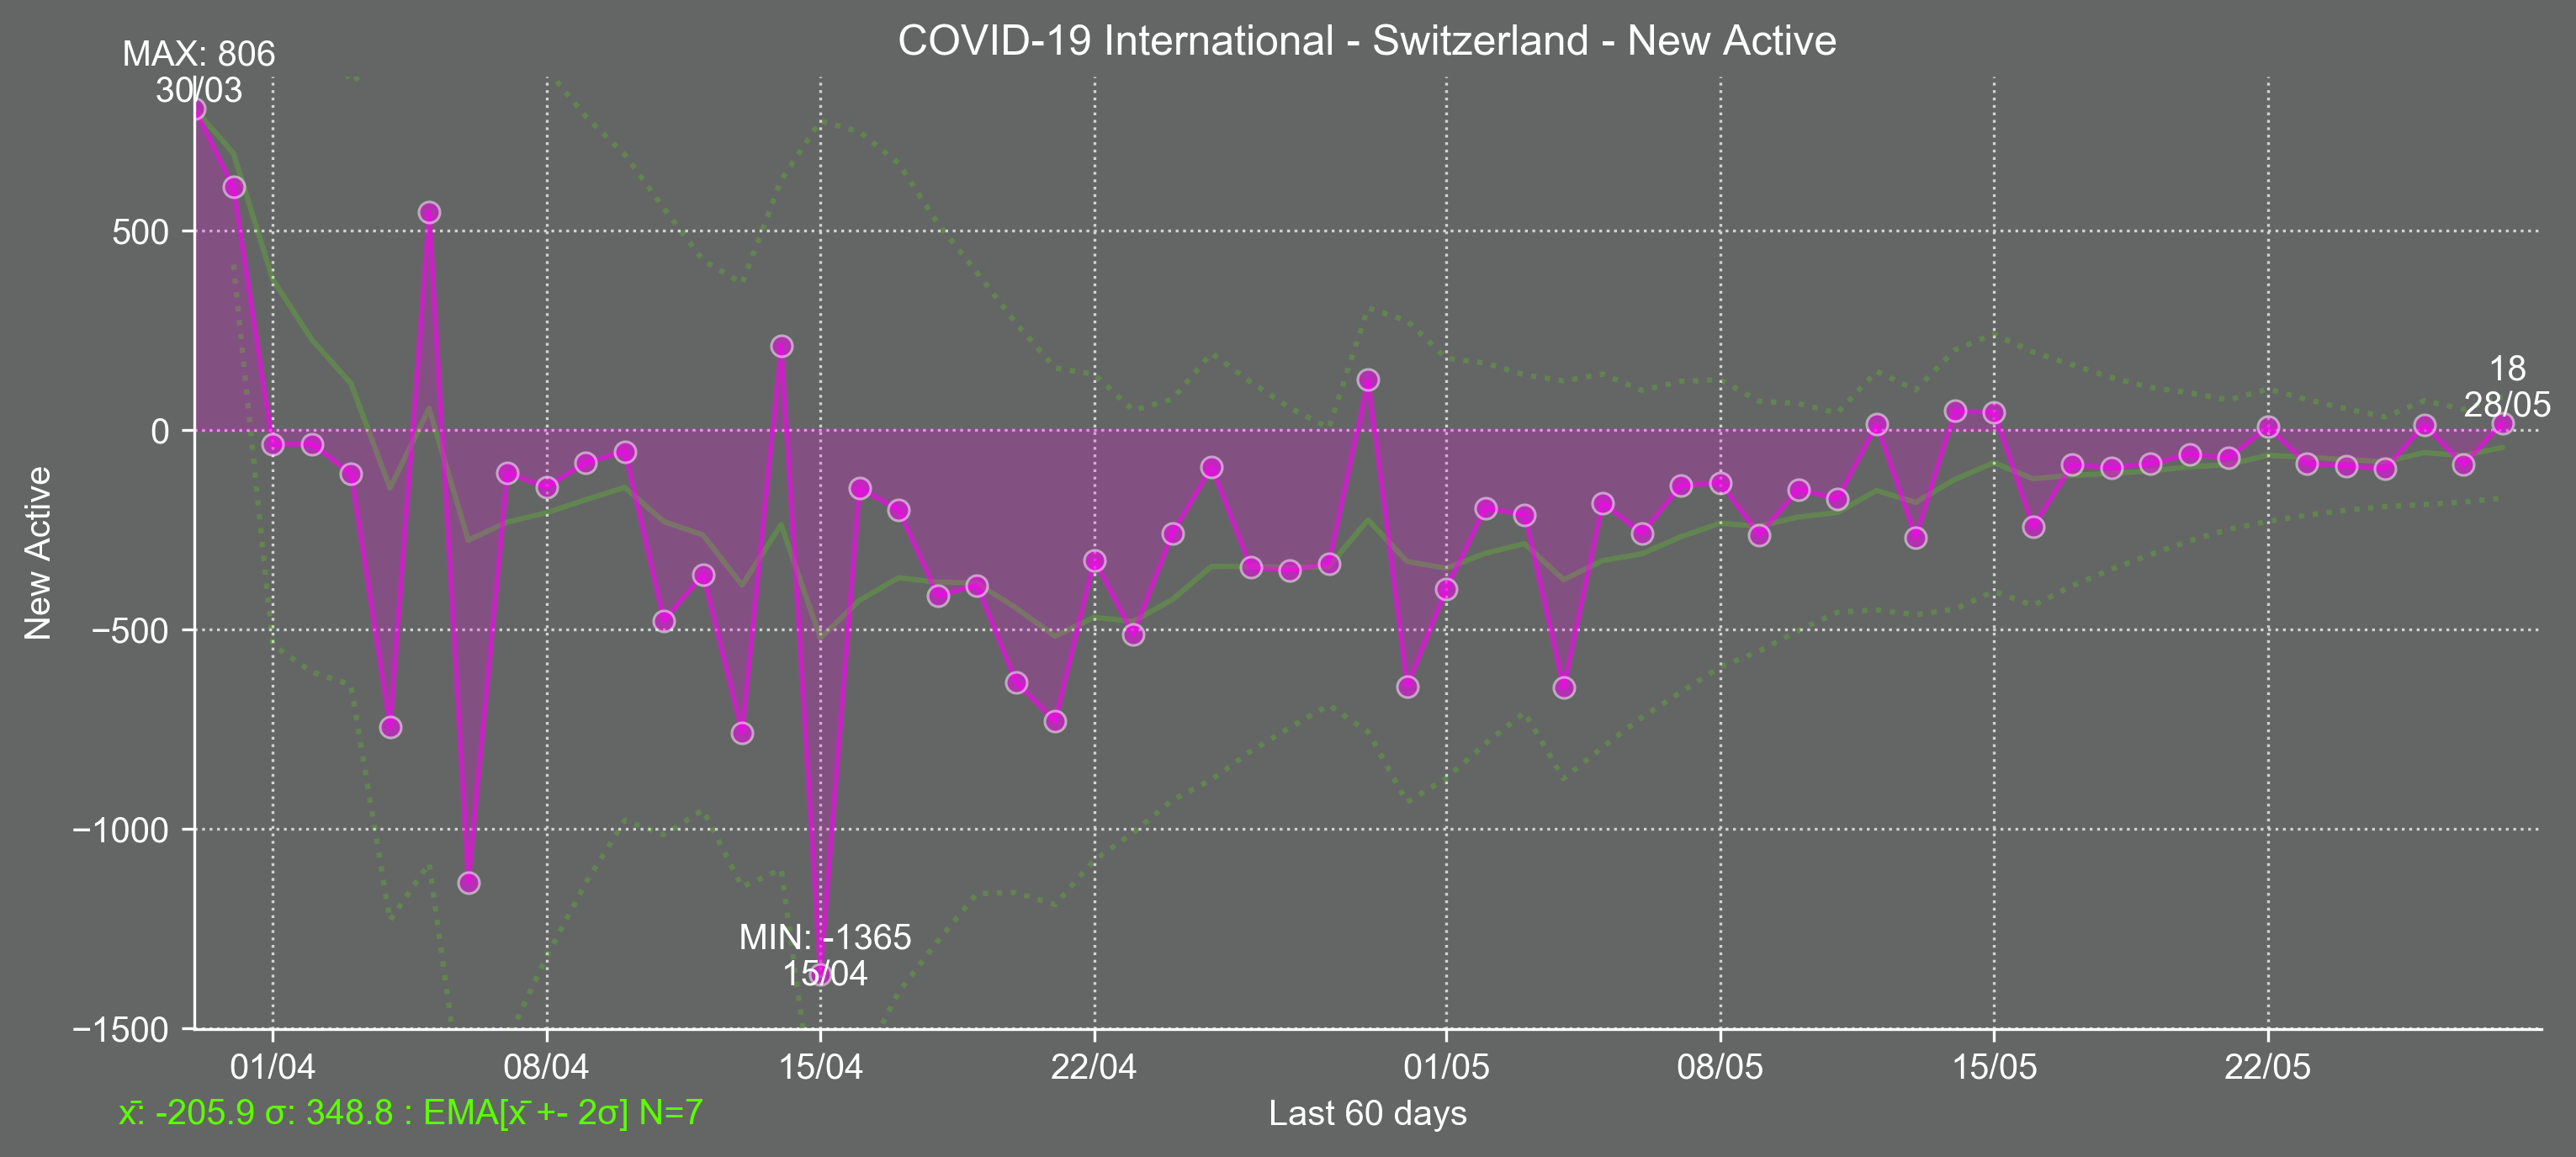 COVID-19 International - Switzerland - New Active
MAX: 806
30/03
500
0
−500
−1000
−1500
New Active
18
28/05
MIN: -1365
15/04
01/04
08/04
15/04
22/04
01/05
08/05
15/05
22/05
x̄: -205.9 σ: 348.8 : EMA[x̄ +- 2σ] N=7
Last 60 days